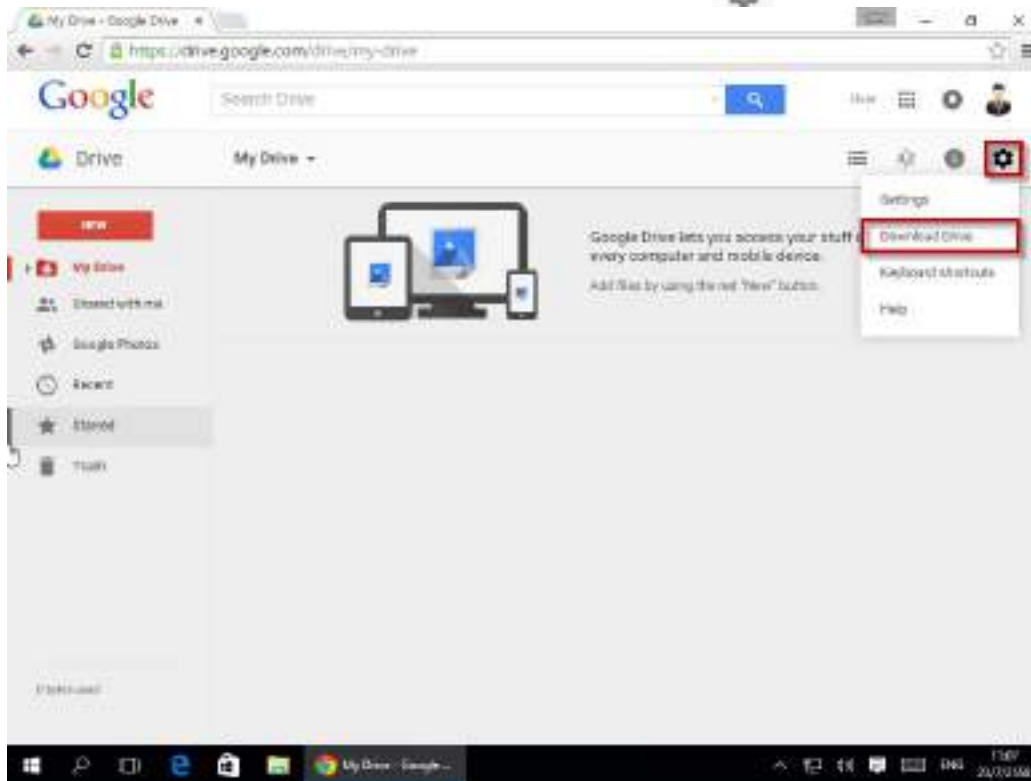 My Drive - Google Drive
https://drive.google.com/drive/my-drive
Google
Search Drive
Drive
My Drive
Settings
Download Drive
Keyboard shortcuts
Help
NEW
My Drive
Shared with me
Google Photos
Recent
Starred
Trash
Google Drive lets you access your stuff
every computer and mobile device.
Add files by using the red "New" button.
0 bytes used
My Drive - Google ...
ENG